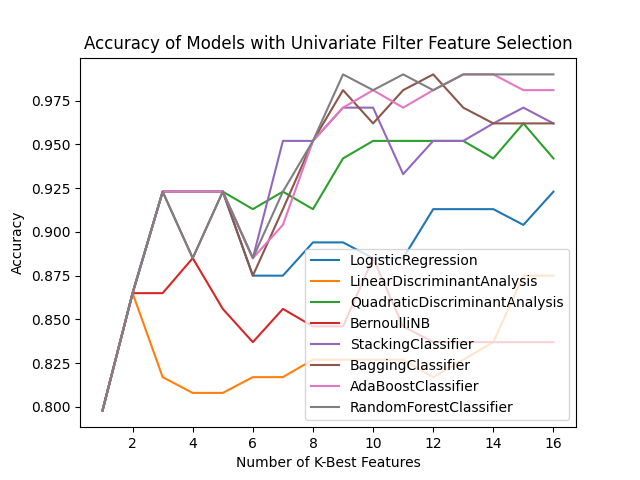 Accuracy of Models with Univariate Filter Feature Selection
Accuracy
0.975
0.950
0.925
0.900
0.875
0.850
0.825
0.800
LogisticRegression
LinearDiscriminantAnalysis
QuadraticDiscriminantAnalysis
BernoulliNB
StackingClassifier
BaggingClassifier
AdaBoostClassifier
RandomForestClassifier
2 4 6 8 10 12 14 16
Number of K-Best Features